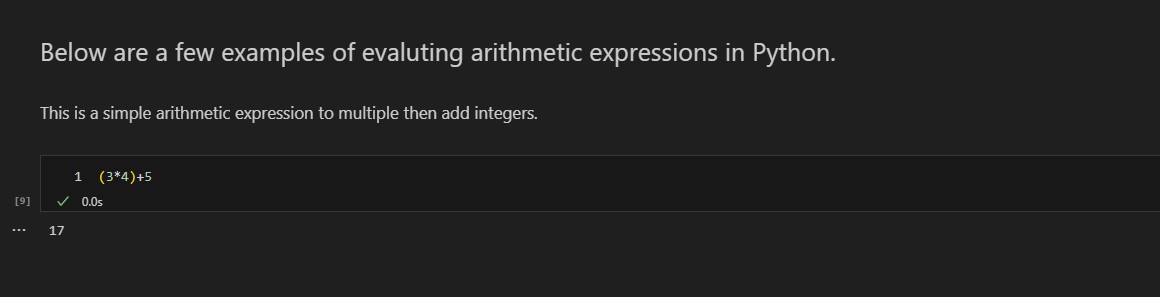 Below are a few examples of evaluting arithmetic expressions in Python.
This is a simple arithmetic expression to multiple then add integers.
1 (3*4)+5
[9] ✓ 0.0s
... 17